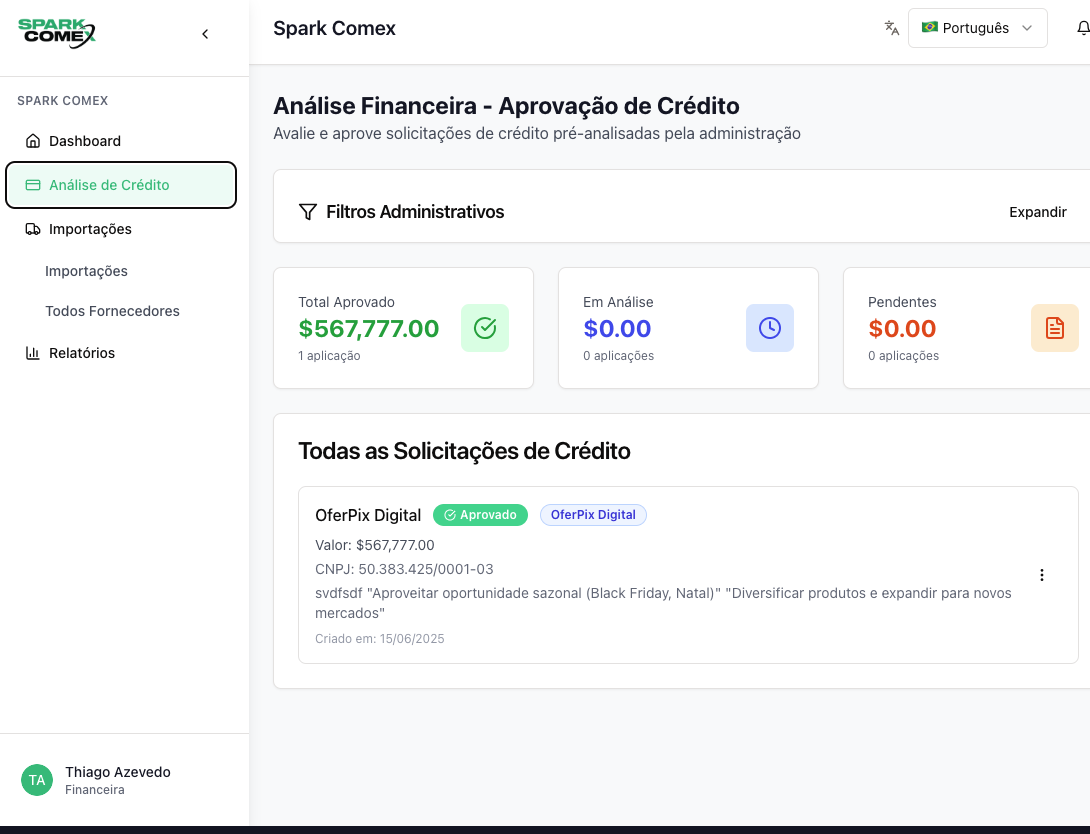 SPARK
COMEX
Spark Comex
Português
SPARK COMEX
Dashboard
Análise de Crédito
Importações
Importações
Todos Fornecedores
Relatórios
TA
Thiago Azevedo
Financeira
Análise Financeira - Aprovação de Crédito
Avalie e aprove solicitações de crédito pré-analisadas pela administração
Filtros Administrativos
Expandir
Total Aprovado
$567,777.00
1 aplicação
Em Análise
$0.00
0 aplicações
Pendentes
$0.00
0 aplicações
Todas as Solicitações de Crédito
OferPix Digital Aprovado OferPix Digital
Valor: $567,777.00
CNPJ: 50.383.425/0001-03
svdfsdf "Aproveitar oportunidade sazonal (Black Friday, Natal)" "Diversificar produtos e expandir para novos
mercados"
Criado em: 15/06/2025